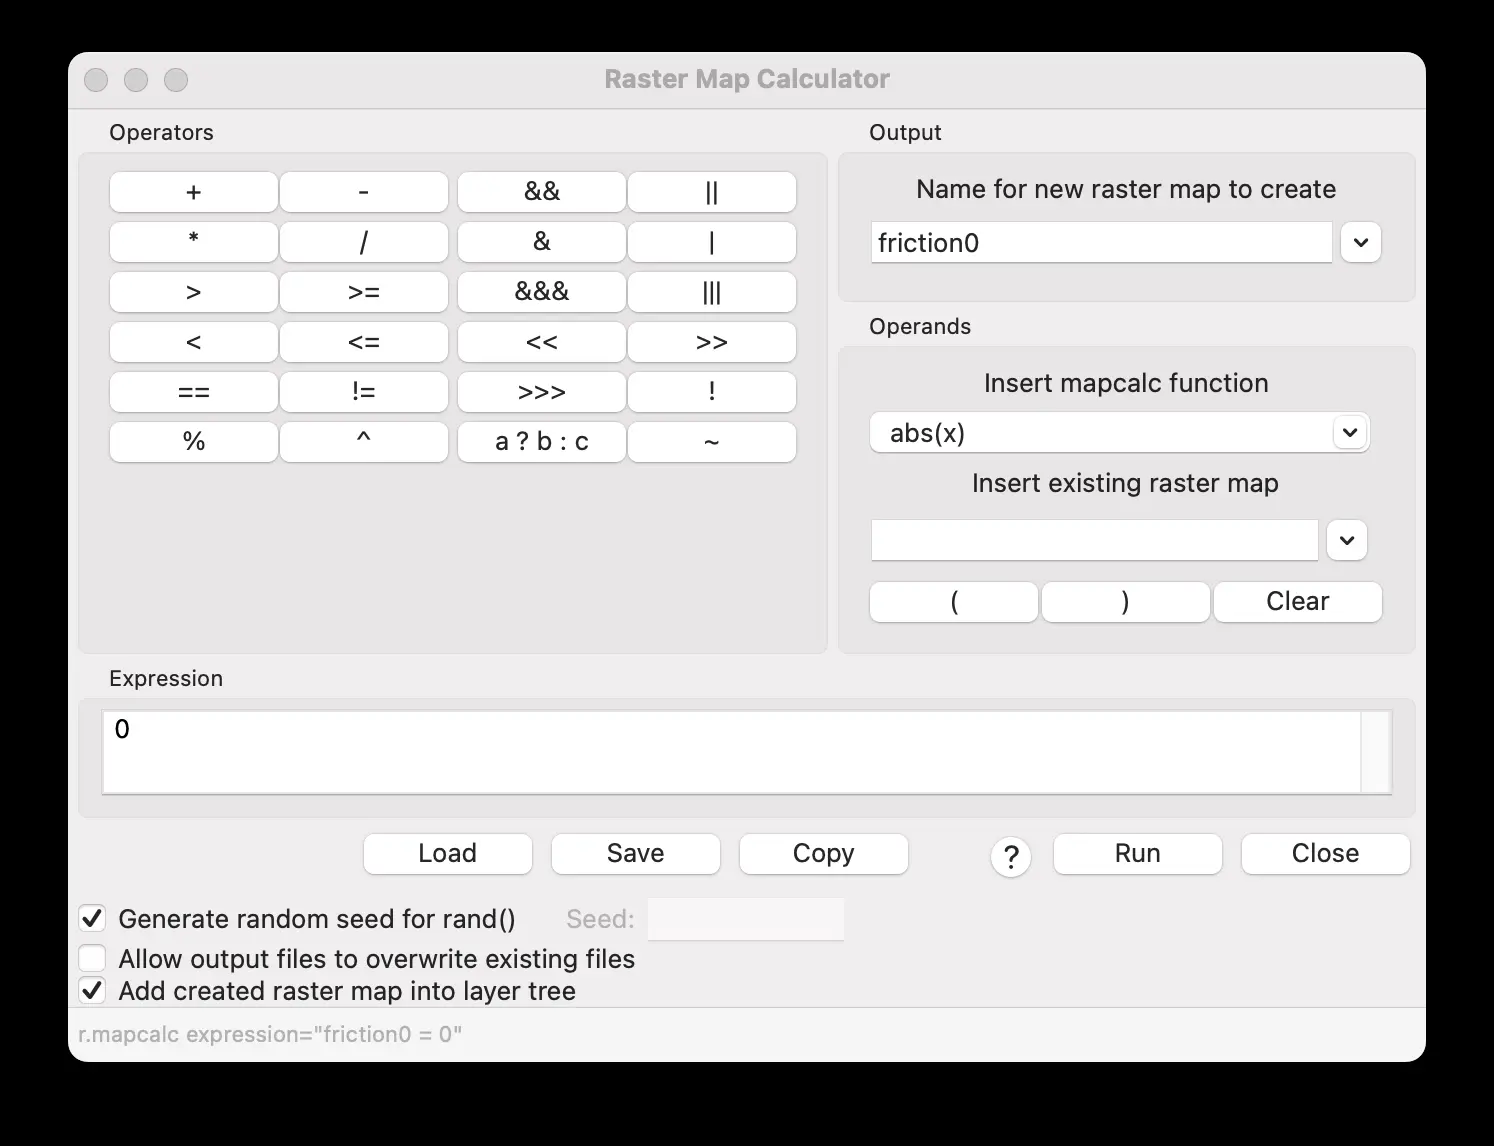 Raster Map Calculator
Operators
+ - && ||
* / & |
> >= &&& |||
< <= << >>
== != >>> !
% ^ a ? b : c ~
Output
Name for new raster map to create
friction0
Operands
Insert mapcalc function
abs(x)
Insert existing raster map
( ) Clear
Expression
0
Load Save Copy ? Run Close
Generate random seed for rand() Seed:
Allow output files to overwrite existing files
Add created raster map into layer tree
r.mapcalc expression="friction0 = 0"